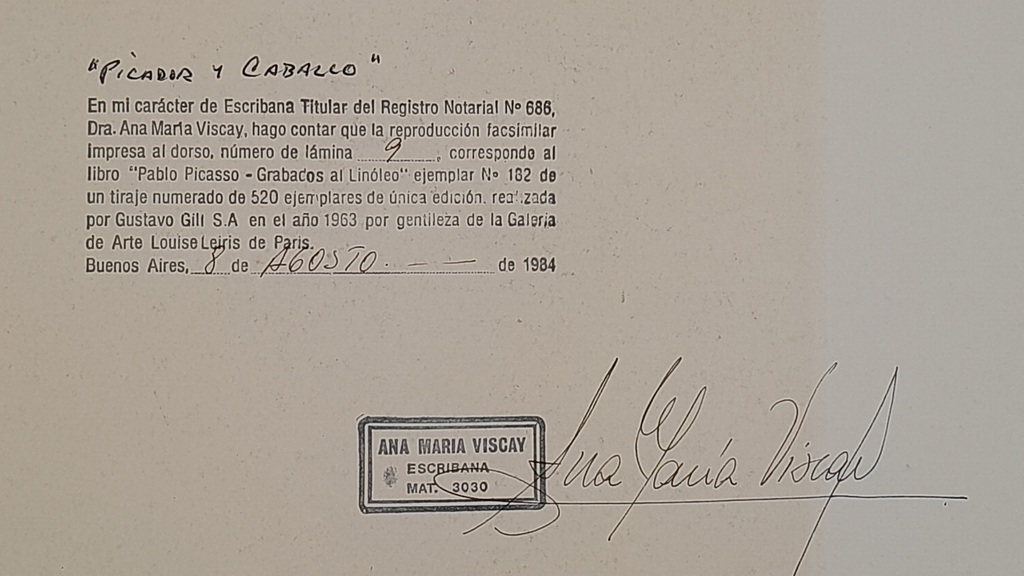 "PICADOR Y CABALLO"
En mi carácter de Escribana Titular del Registro Notarial Nº 686,
Dra. Ana María Viscay, hago contar que la reproducción facsimilar
impresa al dorso, número de lámina 9, correspondo al
libro "Pablo Picasso - Grabados al Linóleo" ejemplar Nº 182 de
un tiraje numerado de 520 ejemplares de única edición, realizada
por Gustavo Gili S.A en el año 1963 por gentileza de la Galería
de Arte Louise Leiris de Paris.
Buenos Aires, 8 de AGOSTO. — — de 1984
ANA MARIA VISCAY
ESCRIBANA
MAT. 3030
Ana María Viscay